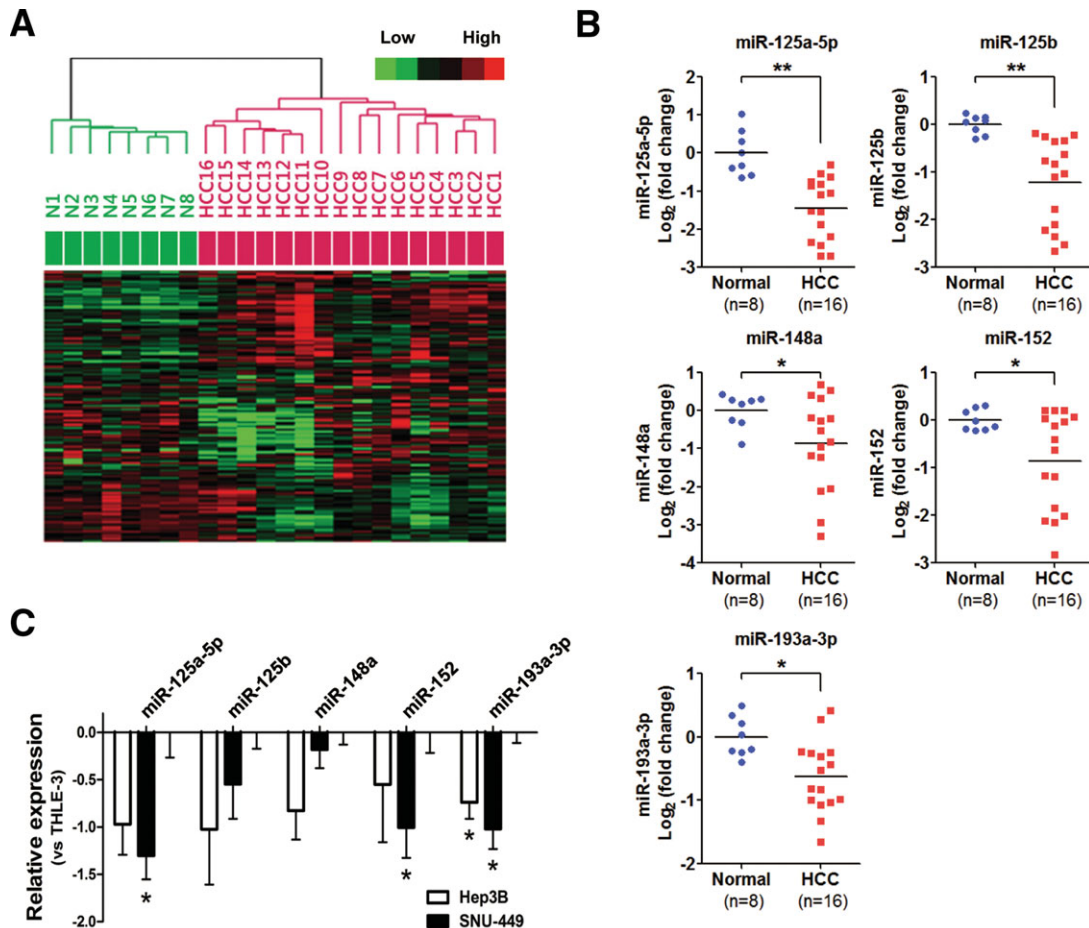 A
Low High
N1
N2
N3
N4
N5
N6
N7
N8
HCC16
HCC15
HCC14
HCC13
HCC12
HCC11
HCC10
HCC9
HCC8
HCC7
HCC6
HCC5
HCC4
HCC3
HCC2
HCC1
B
miR-125a-5p
**
miR-125a-5p
Log2 (fold change)
2
1
0
-1
-2
-3
Normal HCC
(n=8) (n=16)
miR-125b
**
miR-125b
Log2 (fold change)
1
0
-1
-2
-3
Normal HCC
(n=8) (n=16)
miR-148a
*
miR-148a
Log2 (fold change)
1
0
-1
-2
-3
-4
Normal HCC
(n=8) (n=16)
miR-152
*
miR-152
Log2 (fold change)
1
0
-1
-2
-3
Normal HCC
(n=8) (n=16)
miR-193a-3p
*
miR-193a-3p
Log2 (fold change)
1
0
-1
-2
Normal HCC
(n=8) (n=16)
C
miR-125a-5p
miR-125b
miR-148a
miR-152
miR-193a-3p
Relative expression
(vs THLE-3)
0.0
-0.5
-1.0
-1.5
-2.0
* * * *
Hep3B
SNU-449